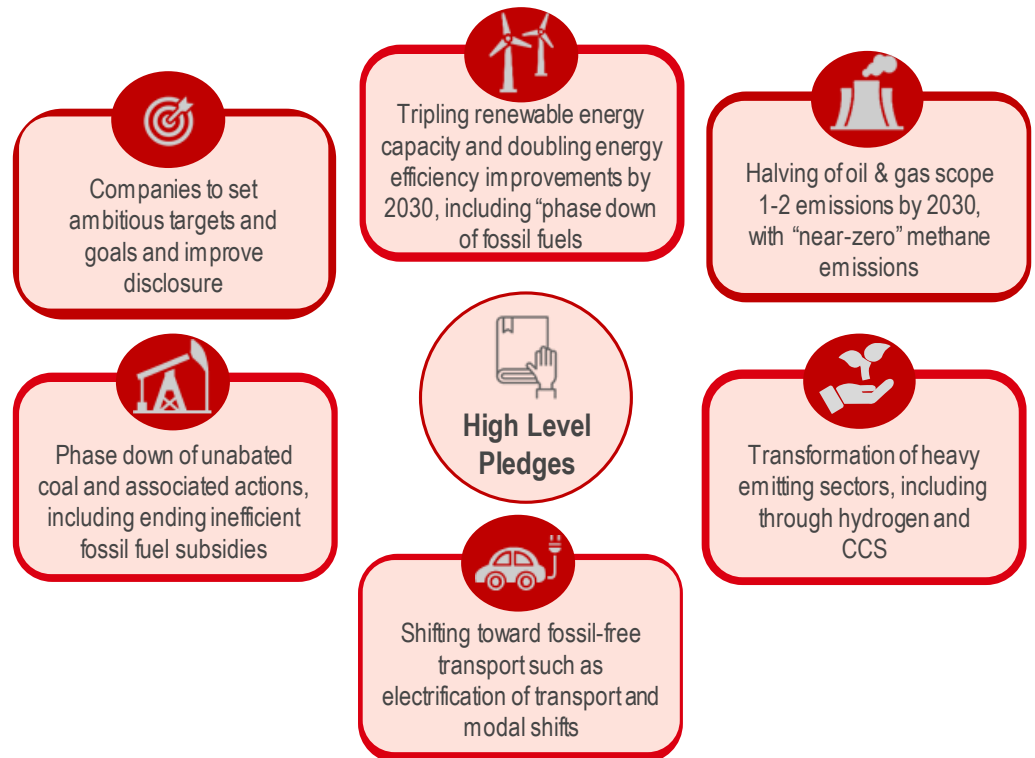 Companies to set
ambitious targets and
goals and improve
disclosure
Tripling renewable energy
capacity and doubling energy
efficiency improvements by
2030, including “phase down
of fossil fuels
Halving of oil & gas scope
1-2 emissions by 2030,
with “near-zero” methane
emissions
High Level
Pledges
Phase down of unabated
coal and associated actions,
including ending inefficient
fossil fuel subsidies
Transformation of heavy
emitting sectors, including
through hydrogen and
CCS
Shifting toward fossil-free
transport such as
electrification of transport and
modal shifts